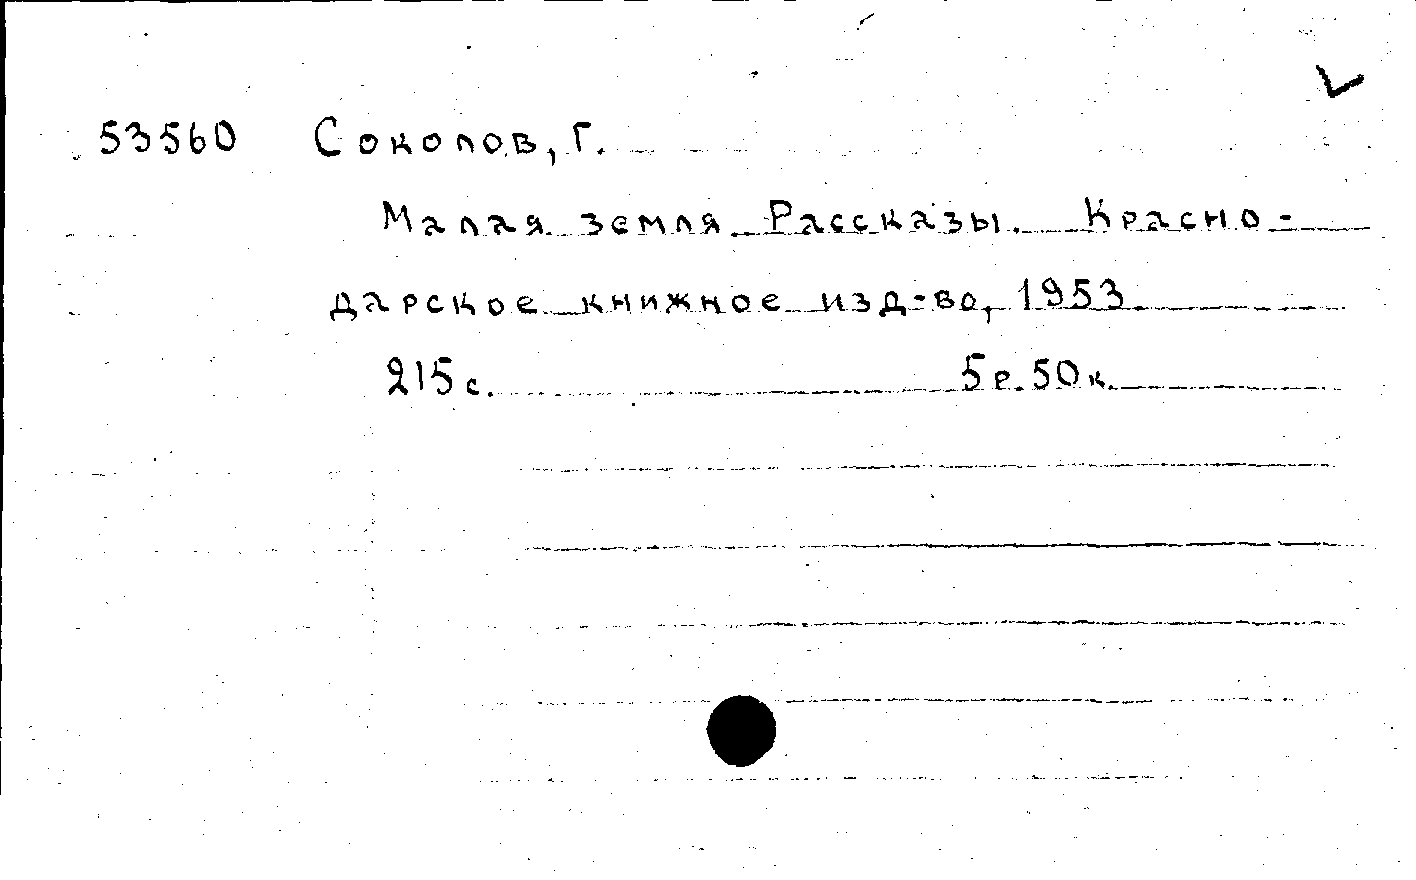 53560 Соколов, Г.
Малая земля. Рассказы. Красно-
дарское книжное изд-во, 1953.
215 с. 5 р. 50 к.